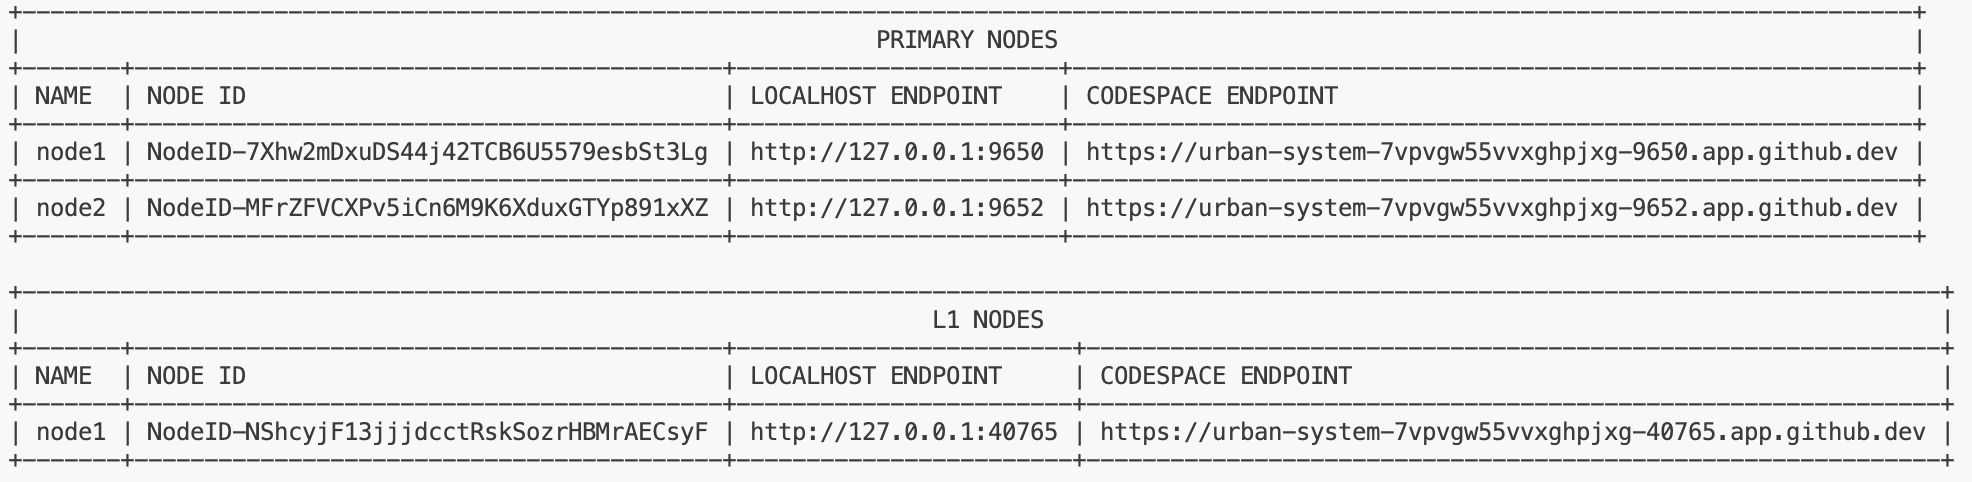 PRIMARY NODES
| NAME | NODE ID | LOCALHOST ENDPOINT | CODESPACE ENDPOINT |
| node1 | NodeID-7Xhw2mDxuDS44j42TCB6U5579esbSt3Lg | http://127.0.0.1:9650 | https://urban-system-7vpvgw55vvxghpjxg-9650.app.github.dev |
| node2 | NodeID-MFrZFVCXPv5iCn6M9K6XduxGTYp891xXZ | http://127.0.0.1:9652 | https://urban-system-7vpvgw55vvxghpjxg-9652.app.github.dev |
L1 NODES
| NAME | NODE ID | LOCALHOST ENDPOINT | CODESPACE ENDPOINT |
| node1 | NodeID-NShcyjF13jjjdcctRskSozrHBMrAECsyF | http://127.0.0.1:40765 | https://urban-system-7vpvgw55vvxghpjxg-40765.app.github.dev |